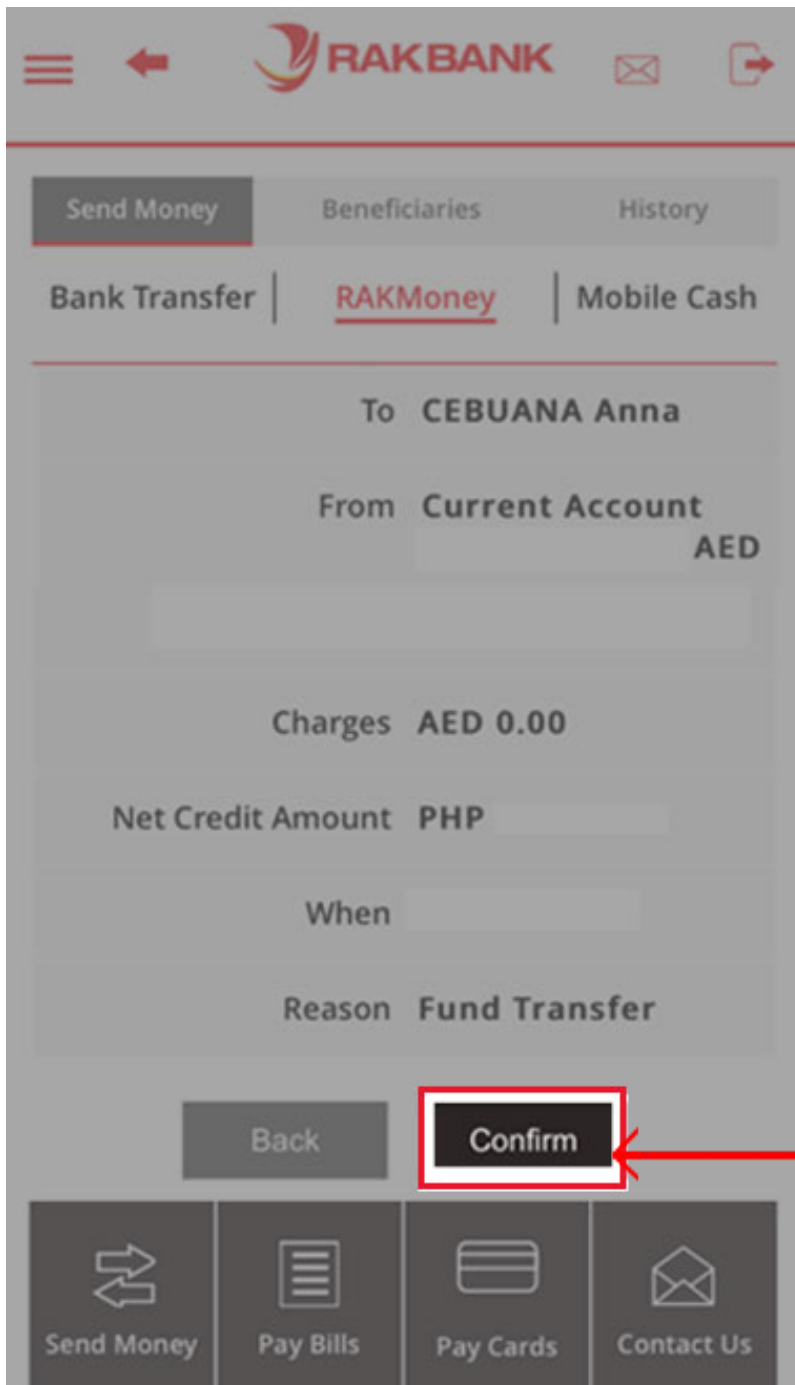 RAKBANK
Send Money Beneficiaries History
Bank Transfer RAKMoney Mobile Cash
To CEBUANA Anna
From Current Account
AED
Charges AED 0.00
Net Credit Amount PHP
When
Reason Fund Transfer
Back Confirm
Send Money Pay Bills Pay Cards Contact Us